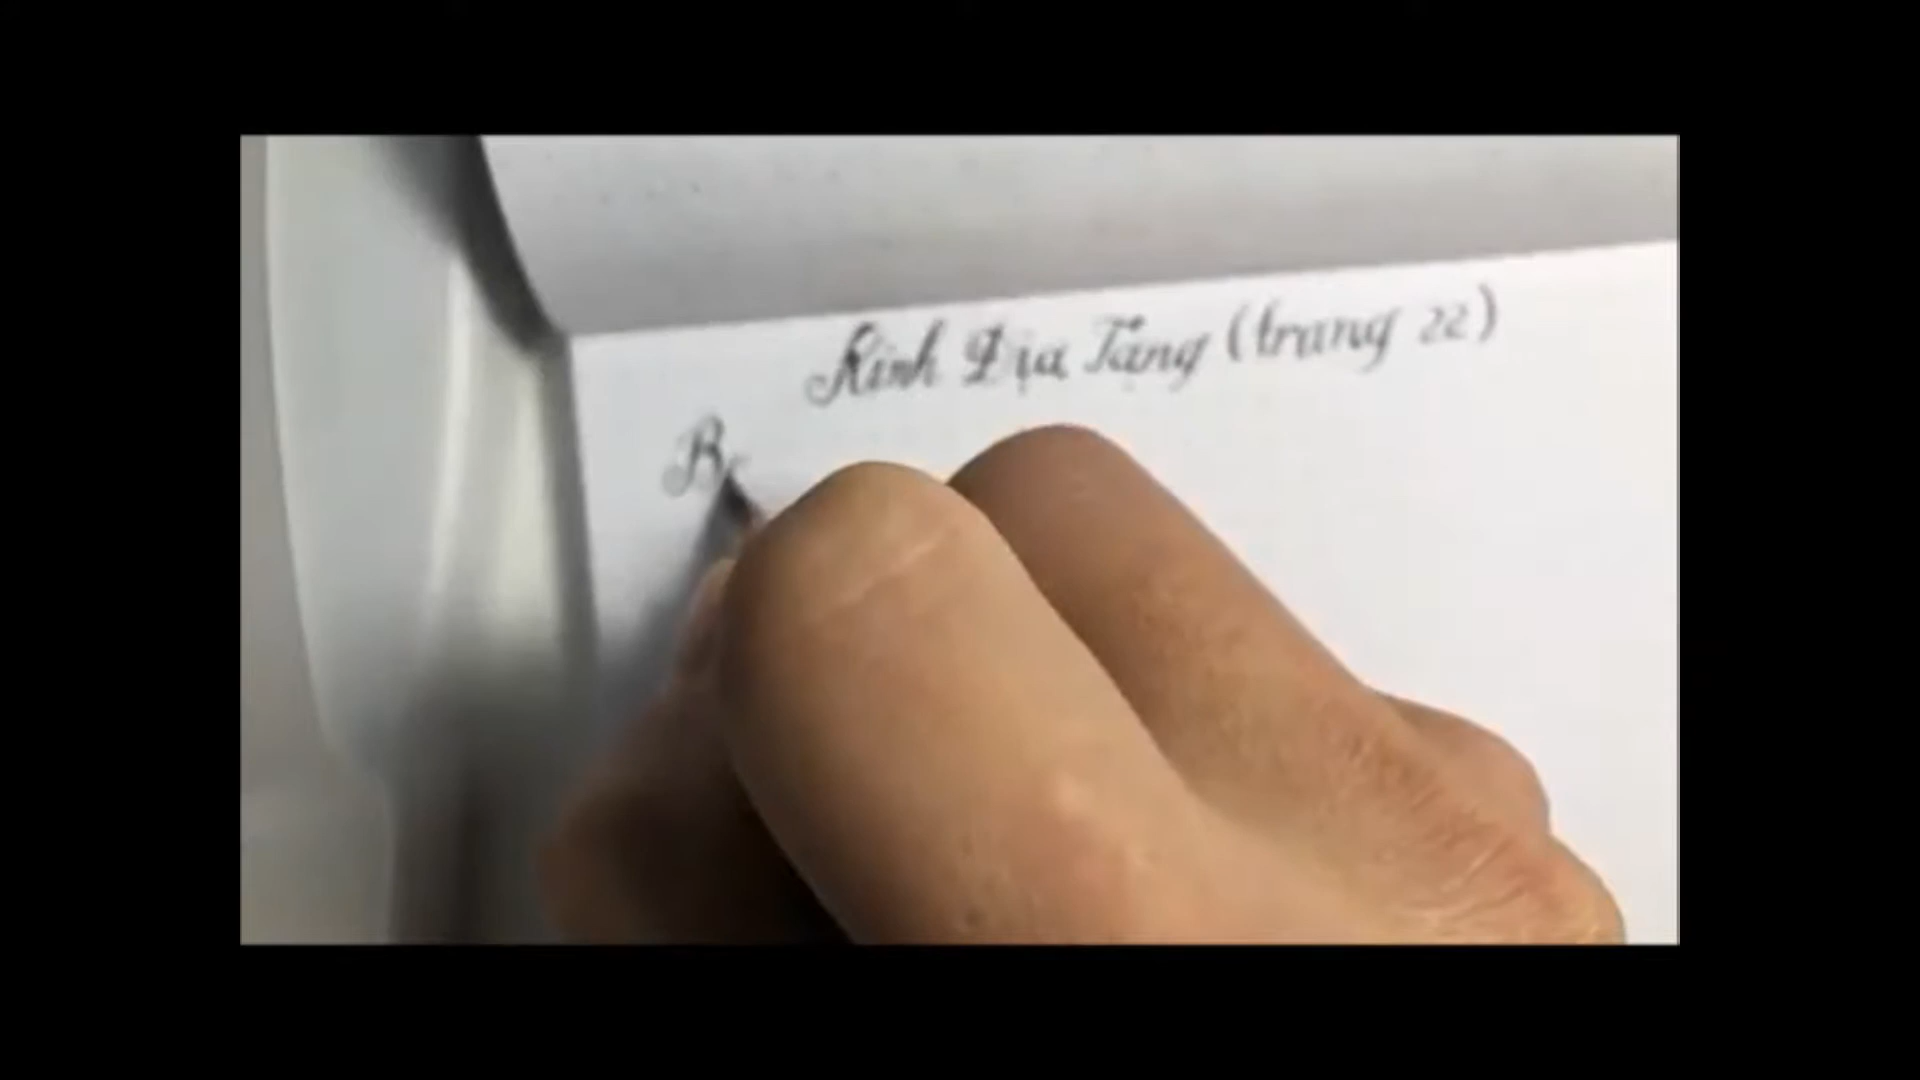 Kinh Địa Tạng (trang 22)
B